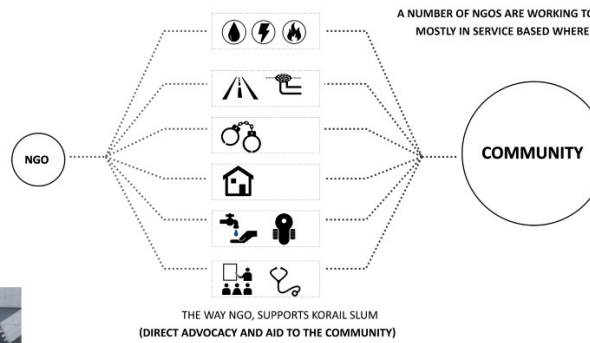 A NUMBER OF NGOS ARE WORKING TO
MOSTLY IN SERVICE BASED WHERE
NGO
COMMUNITY
THE WAY NGO, SUPPORTS KORAIL SLUM
(DIRECT ADVOCACY AND AID TO THE COMMUNITY)